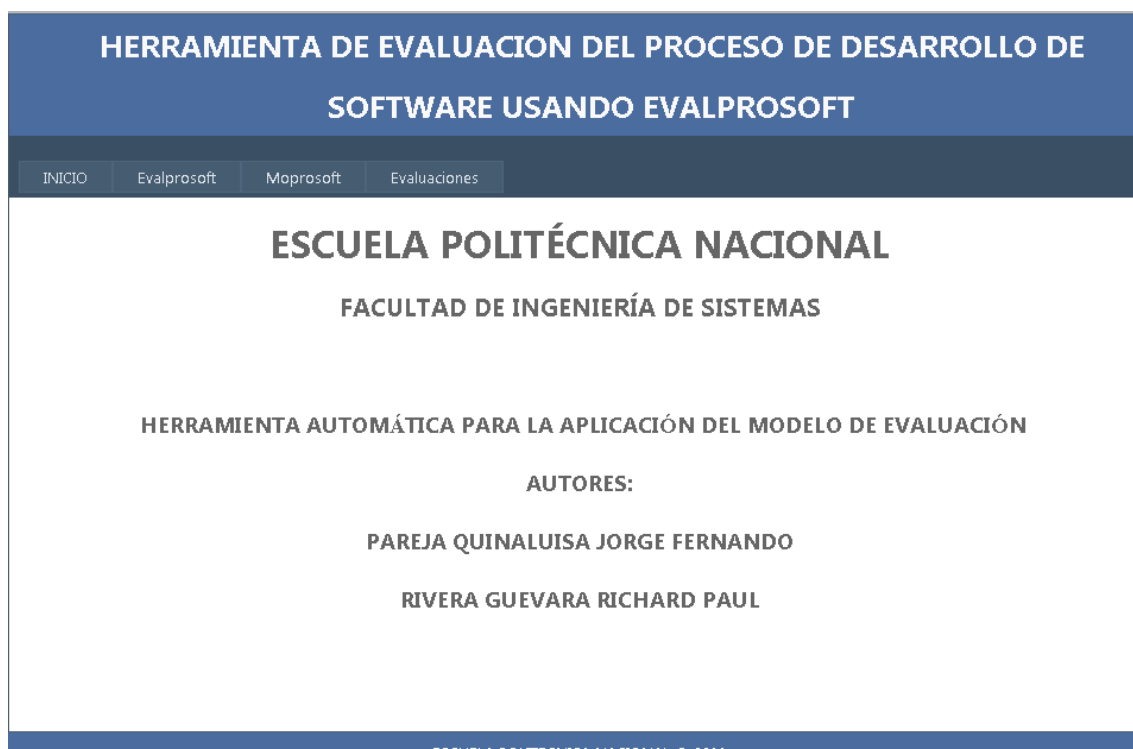 HERRAMIENTA DE EVALUACION DEL PROCESO DE DESARROLLO DE
SOFTWARE USANDO EVALPROSOFT
INICIO Evalprosoft Moprosoft Evaluaciones
ESCUELA POLITÉCNICA NACIONAL
FACULTAD DE INGENIERÍA DE SISTEMAS
HERRAMIENTA AUTOMÁTICA PARA LA APLICACIÓN DEL MODELO DE EVALUACIÓN
AUTORES:
PAREJA QUINALUISA JORGE FERNANDO
RIVERA GUEVARA RICHARD PAUL